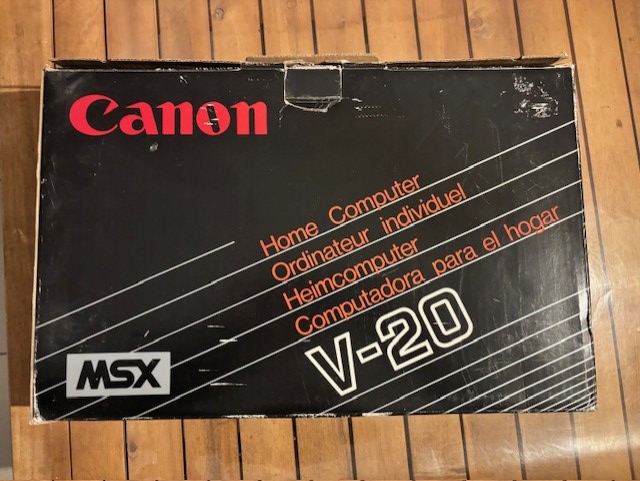 Canon
Home Computer
Ordinateur individuel
Heimcomputer
Computadora para el hogar
V-20
MSX